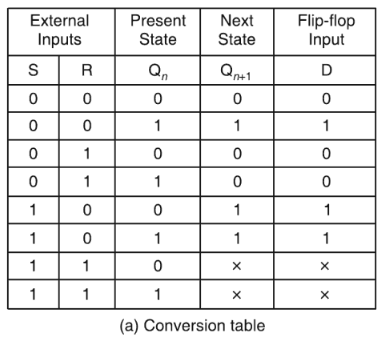 External Inputs Present State Next State Flip-flop Input
S R Qn Qn+1 D
0 0 0 0 0
0 0 1 1 1
0 1 0 0 0
0 1 1 0 0
1 0 0 1 1
1 0 1 1 1
1 1 0 × ×
1 1 1 × ×
(a) Conversion table